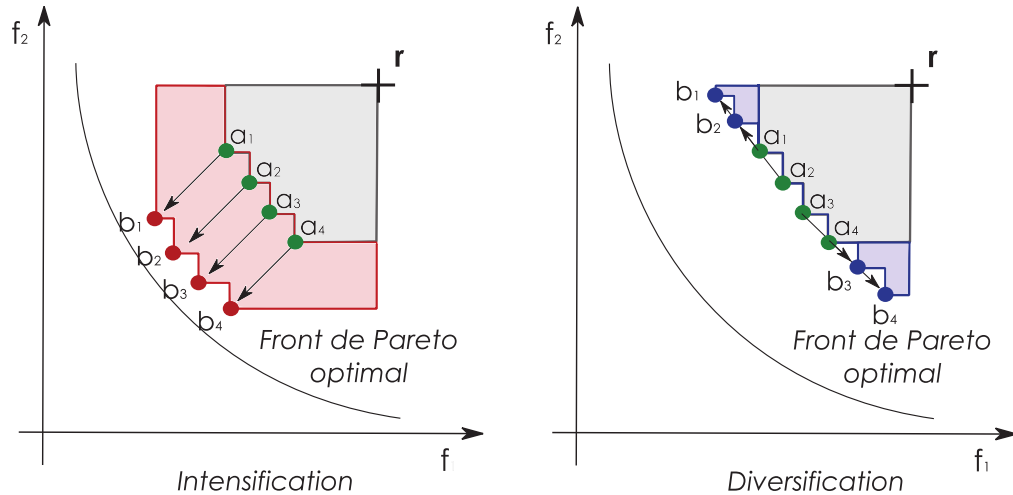 f2
r
a1
a2
a3
a4
b1
b2
b3
b4
Front de Pareto
optimal
f1
Intensification
f2
r
b1
b2
a1
a2
a3
a4
b3
b4
Front de Pareto
optimal
f1
Diversification